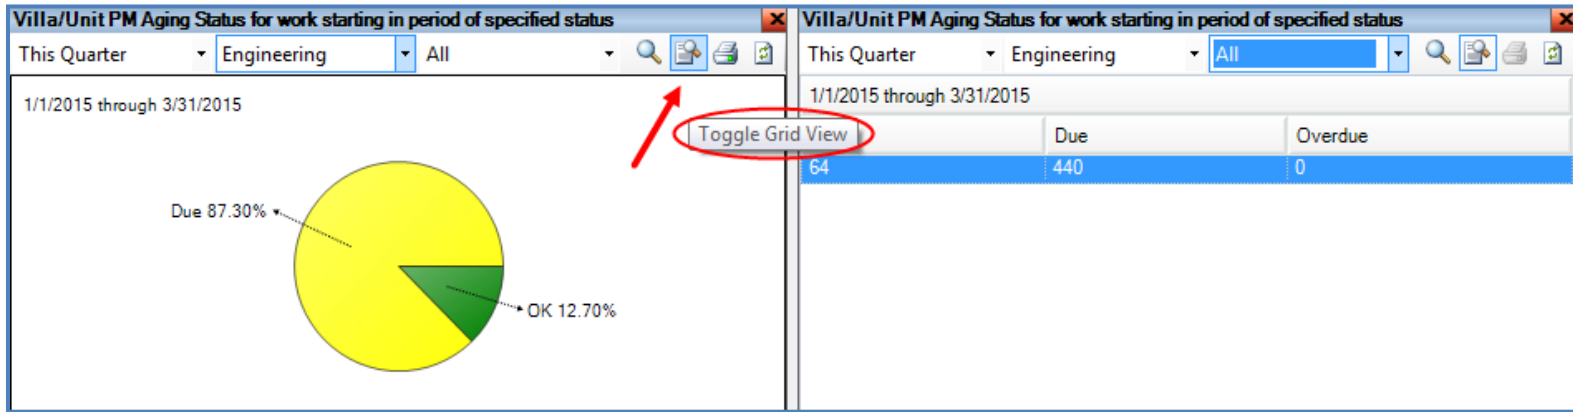 Villa/Unit PM Aging Status for work starting in period of specified status
This Quarter Engineering All
1/1/2015 through 3/31/2015
Due 87.30%
OK 12.70%
Toggle Grid View
Villa/Unit PM Aging Status for work starting in period of specified status
This Quarter Engineering All
1/1/2015 through 3/31/2015
Due Overdue
64 440 0